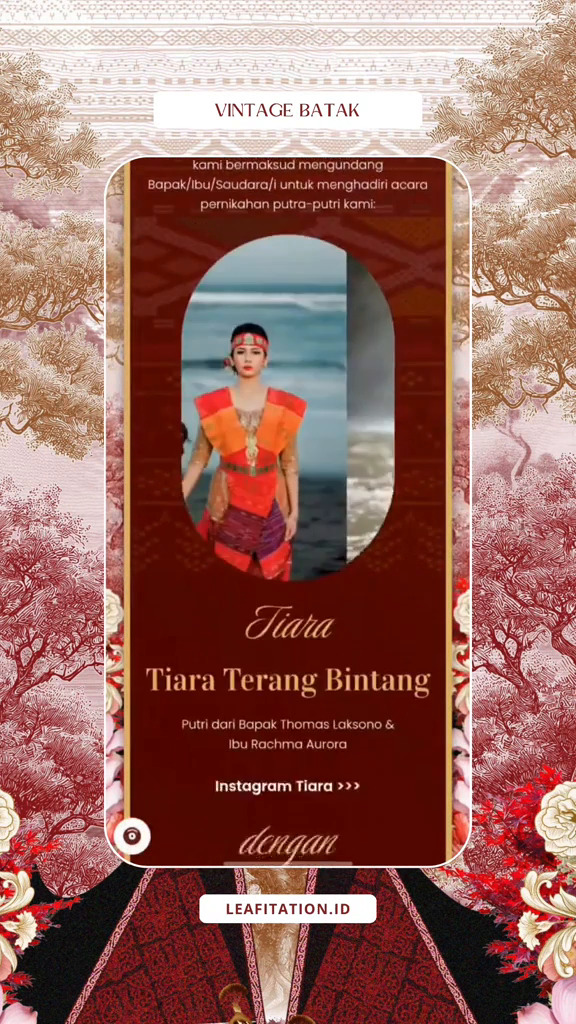 VINTAGE BATAK
kami bermaksud mengundang
Bapak/Ibu/Saudara/i untuk menghadiri acara
pernikahan putra-putri kami:
Tiara
Tiara Terang Bintang
Putri dari Bapak Thomas Laksono &
Ibu Rachma Aurora
Instagram Tiara >>>
dengan
LEAFITATION.ID